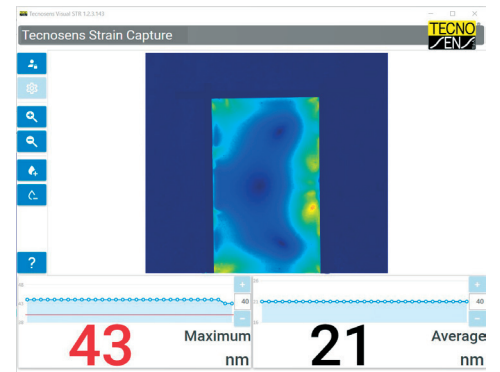 Tecnosens Visual STR 1.2.3.143
Tecnosens Strain Capture
TECNO
SENS
?
+
40
-
43
Maximum
nm
+
40
-
21
Average
nm